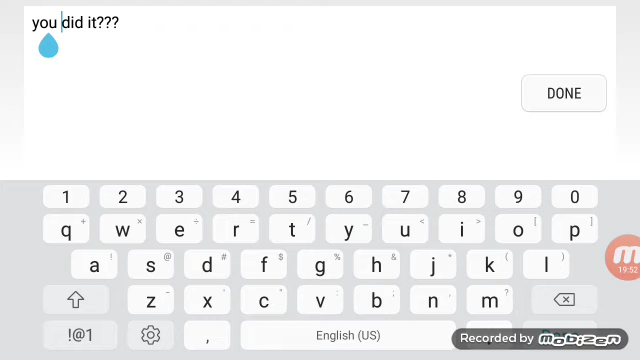 you did it???
DONE
1 2 3 4 5 6 7 8 9 0
q + w × e ÷ r = t / y _ u < i > o [ p ]
a ! s @ d # f $ g % h & j * k ( l )
z - x ' c " v : b ; n , m ?
!@1 , English (US)
19:52
Recorded by mobizen